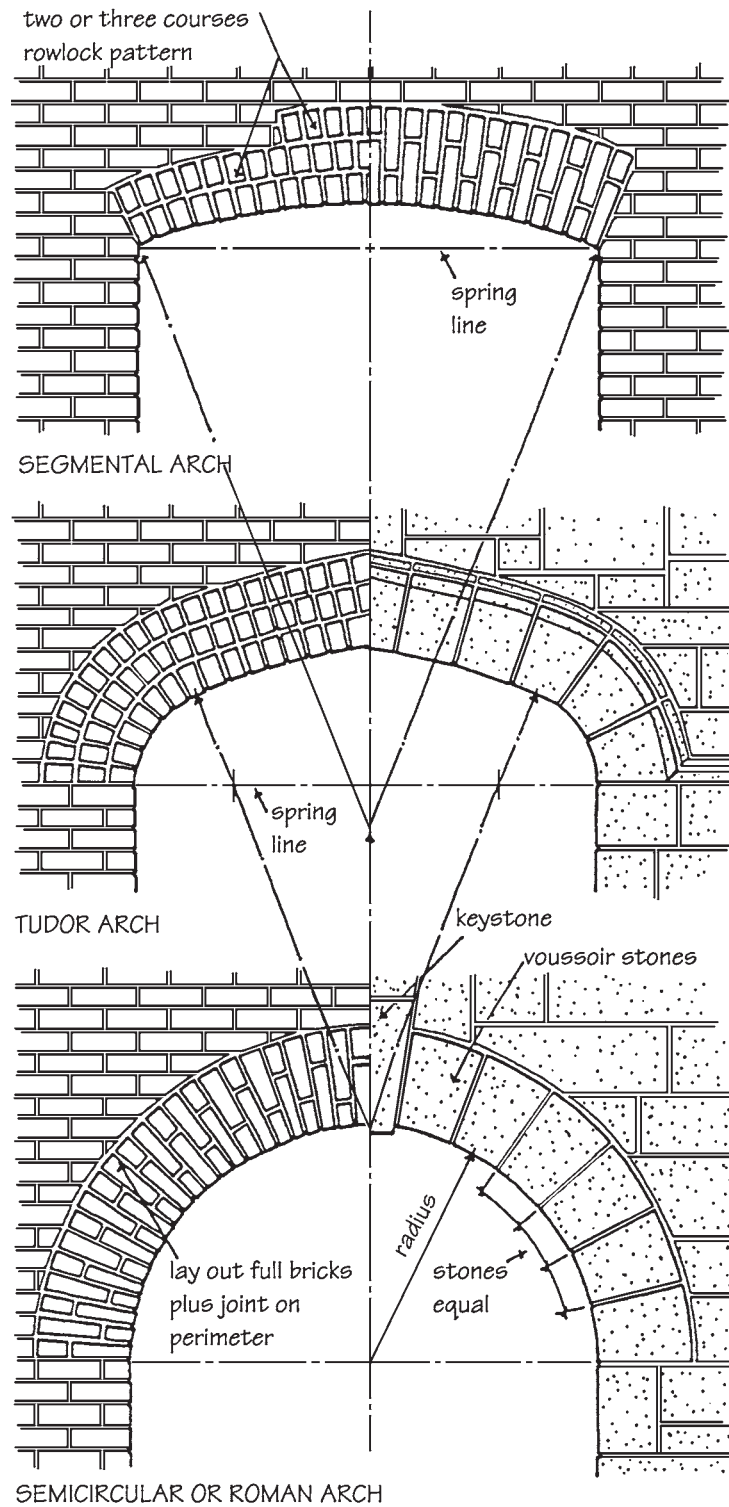 two or three courses
rowlock pattern
spring
line
SEGMENTAL ARCH
spring
line
TUDOR ARCH
keystone
voussoir stones
radius
lay out full bricks
plus joint on
perimeter
stones
equal
SEMICIRCULAR OR ROMAN ARCH